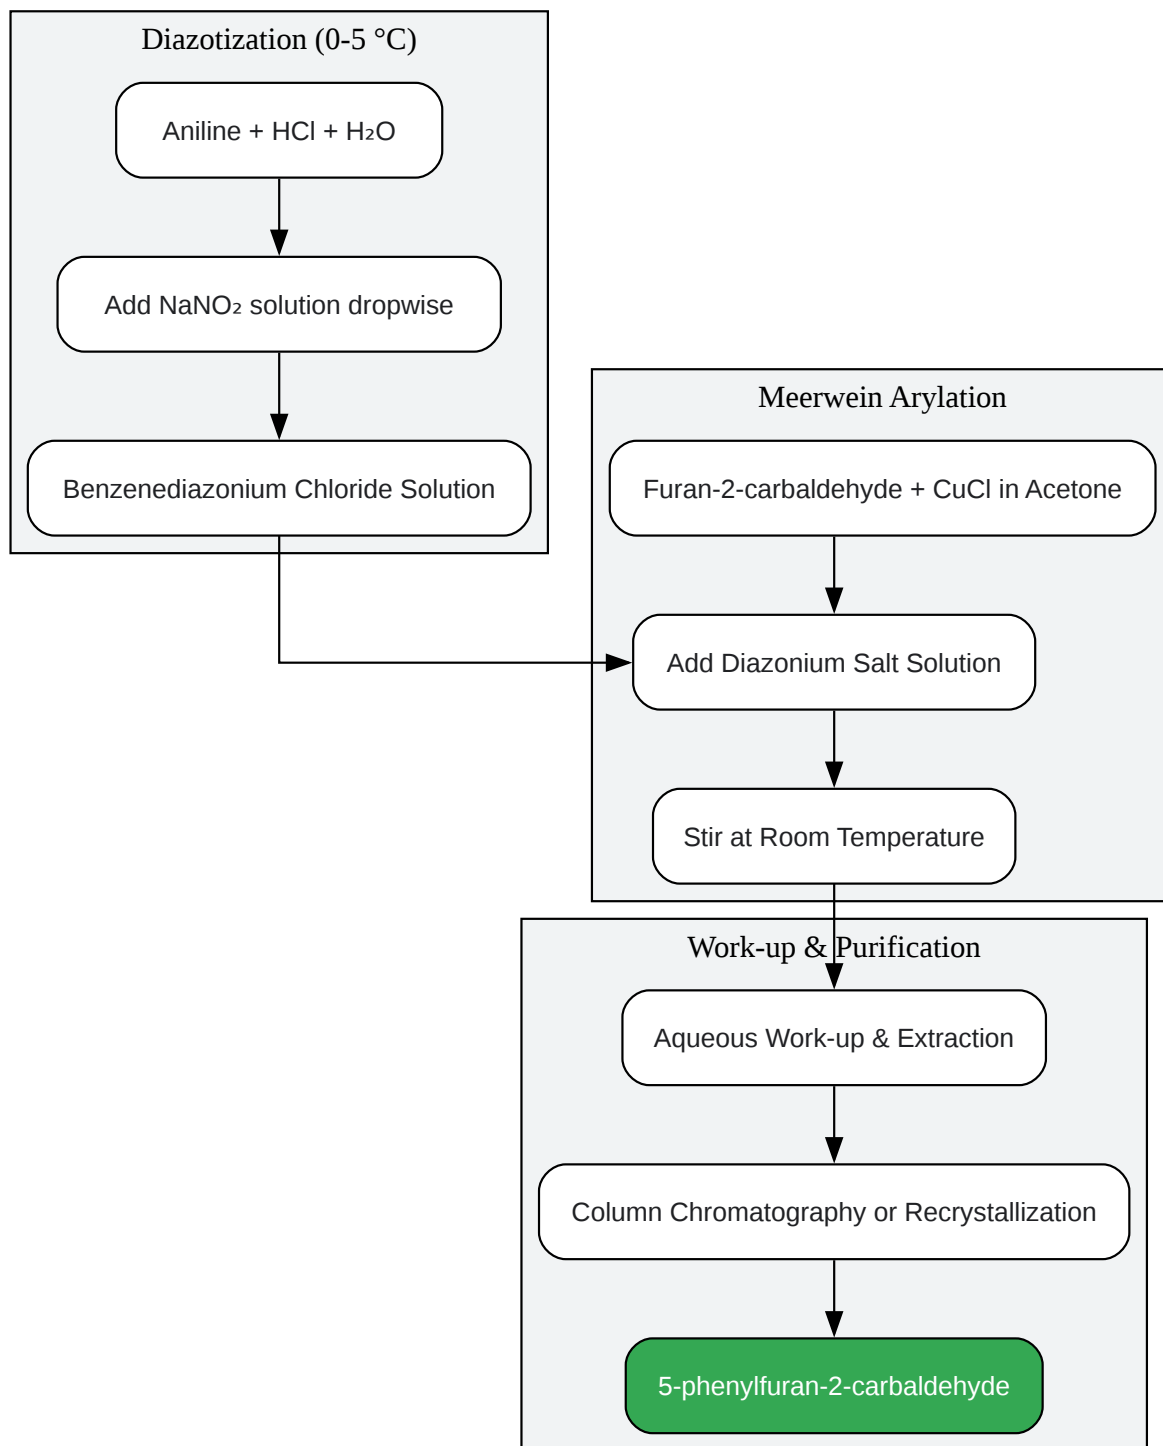 Diazotization (0-5 °C)
Aniline + HCl + H₂O
Add NaNO₂ solution dropwise
Benzenediazonium Chloride Solution
Meerwein Arylation
Furan-2-carbaldehyde + CuCl in Acetone
Add Diazonium Salt Solution
Stir at Room Temperature
Work-up & Purification
Aqueous Work-up & Extraction
Column Chromatography or Recrystallization
5-phenylfuran-2-carbaldehyde